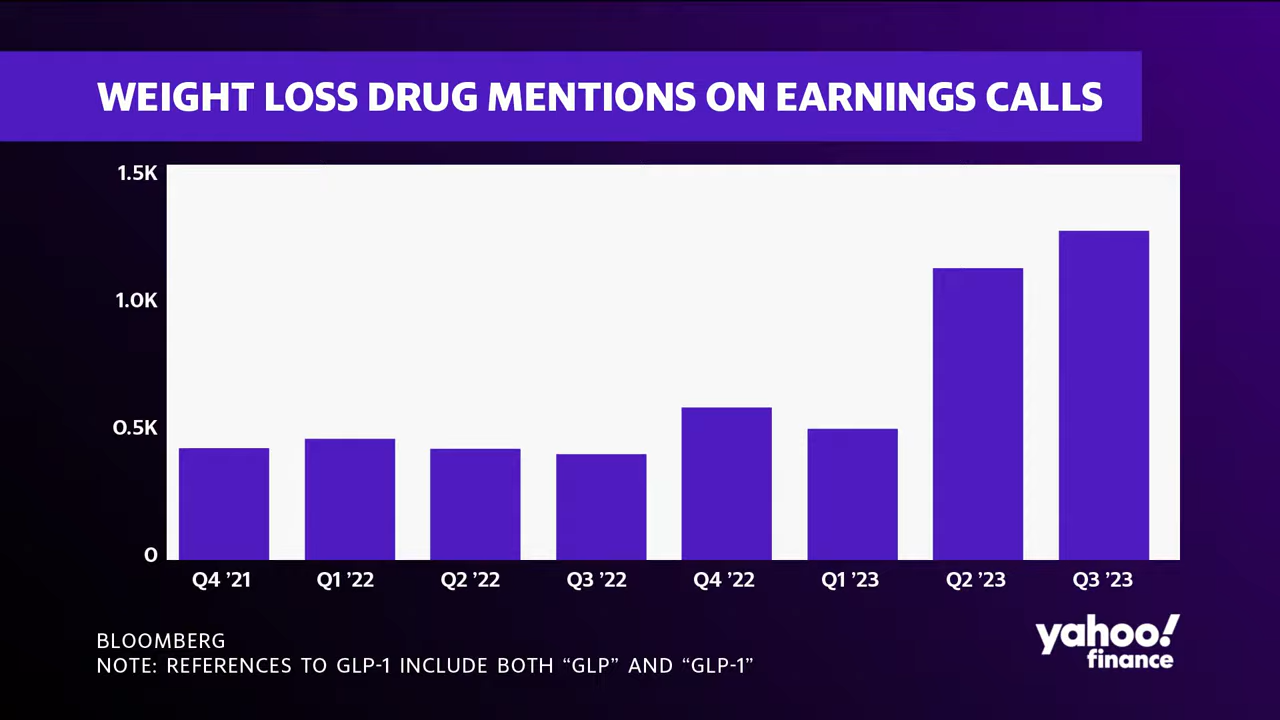 WEIGHT LOSS DRUG MENTIONS ON EARNINGS CALLS
1.5K
1.0K
0.5K
0
Q4 ’21 Q1 ’22 Q2 ’22 Q3 ’22 Q4 ’22 Q1 ’23 Q2 ’23 Q3 ’23
BLOOMBERG
NOTE: REFERENCES TO GLP-1 INCLUDE BOTH “GLP” AND “GLP-1”
yahoo!
finance